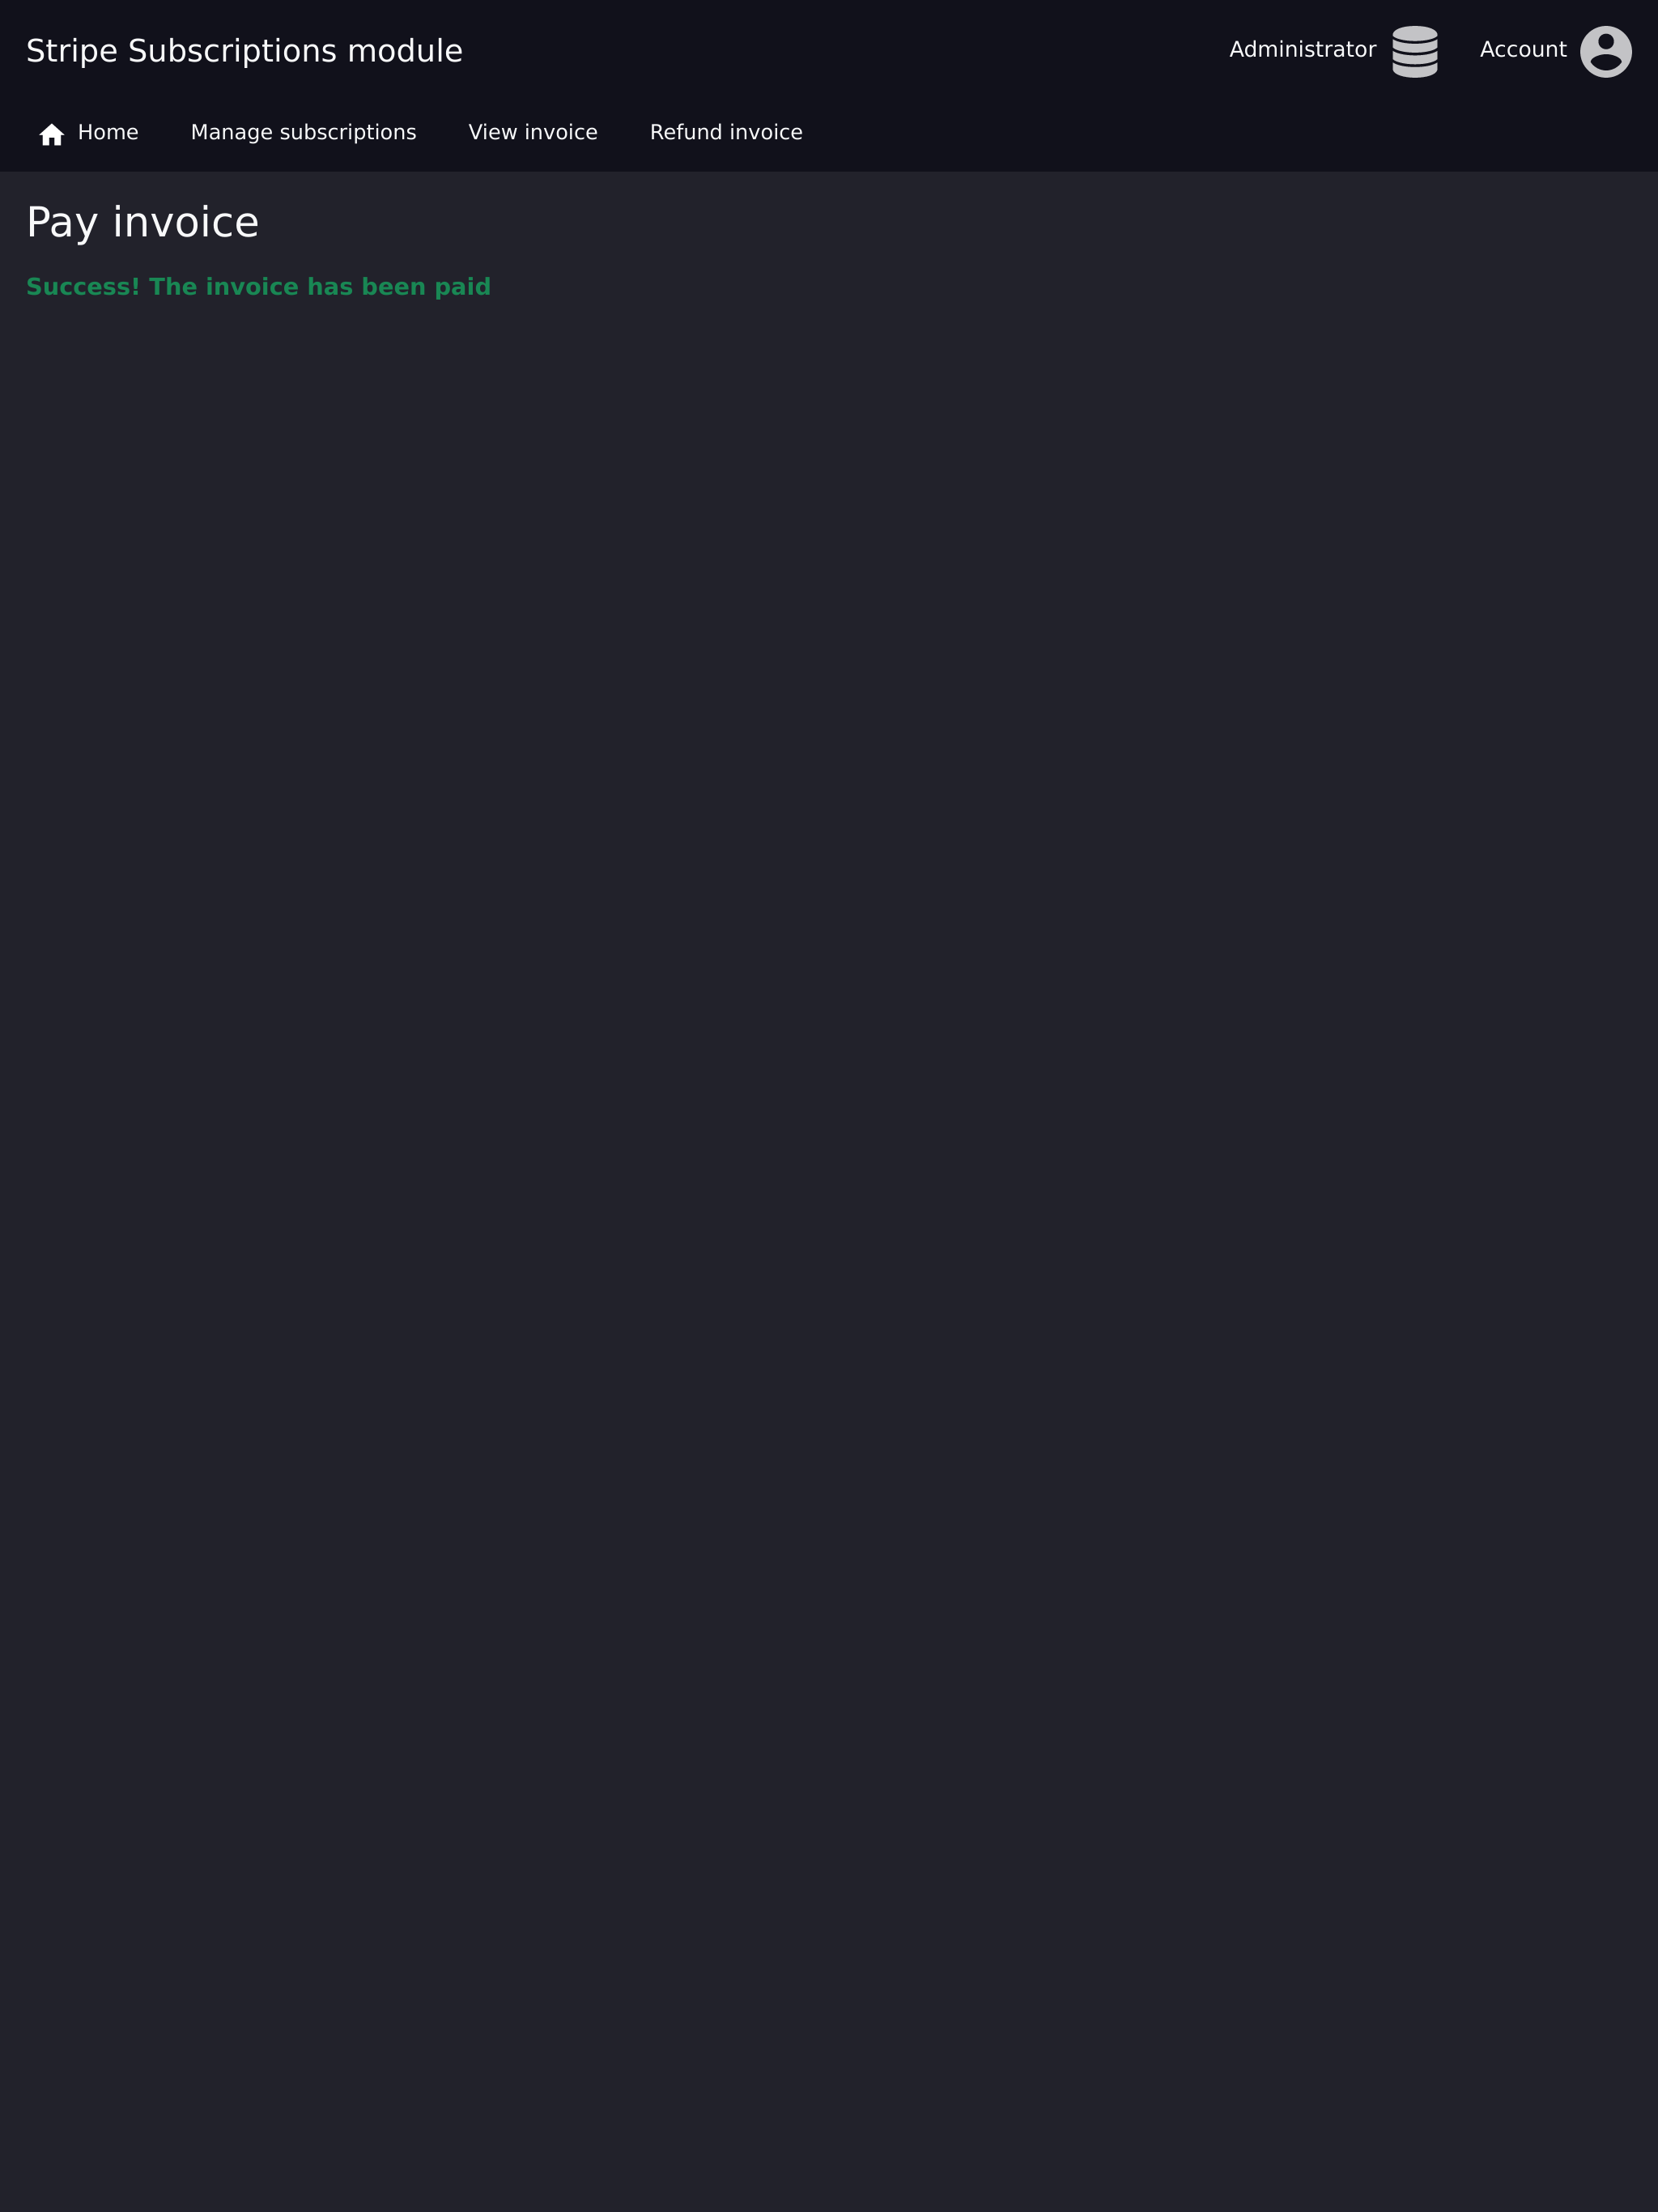 Stripe Subscriptions module
Administrator
Account
Home
Manage subscriptions
View invoice
Refund invoice
Pay invoice
Success! The invoice has been paid